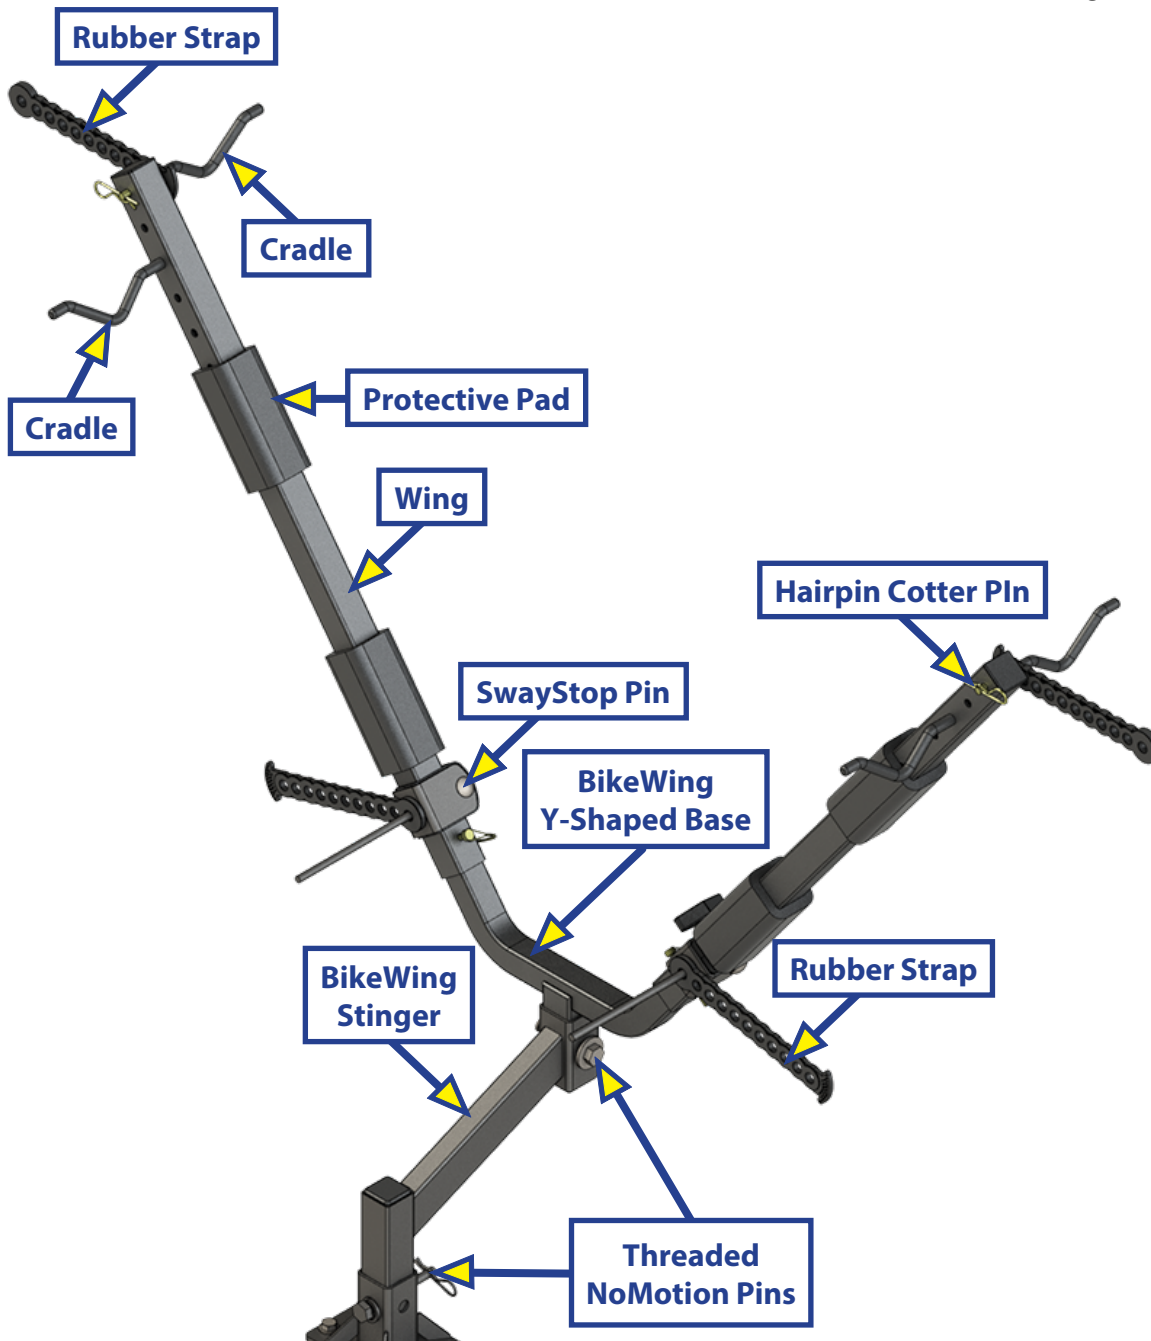 Rubber Strap
Cradle
Cradle
Protective Pad
Wing
Hairpin Cotter PIn
SwayStop Pin
BikeWing
Y-Shaped Base
BikeWing
Stinger
Rubber Strap
Threaded
NoMotion Pins